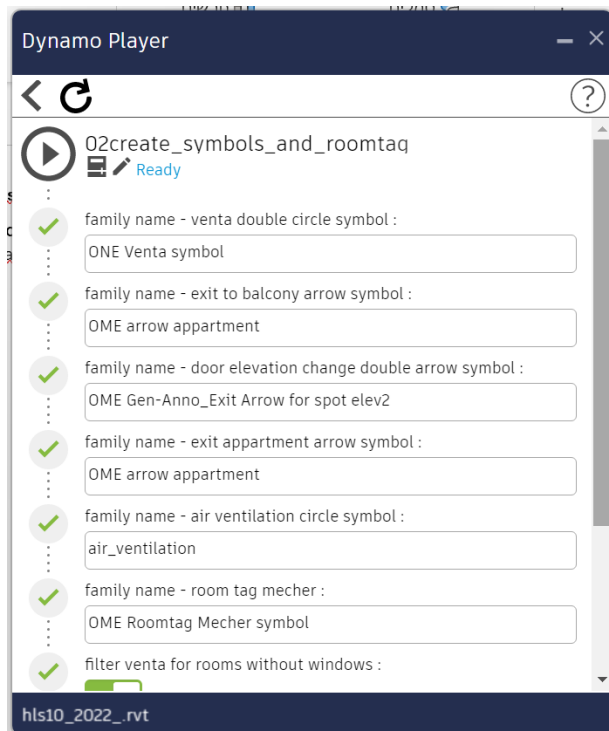 Dynamo Player
?
02create_symbols_and_roomtag
Ready
family name - venta double circle symbol :
ONE Venta symbol
family name - exit to balcony arrow symbol :
OME arrow appartment
family name - door elevation change double arrow symbol :
OME Gen-Anno_Exit Arrow for spot elev2
family name - exit appartment arrow symbol :
OME arrow appartment
family name - air ventilation circle symbol :
air_ventilation
family name - room tag mecher :
OME Roomtag Mecher symbol
filter venta for rooms without windows :
hls10_2022_.rvt